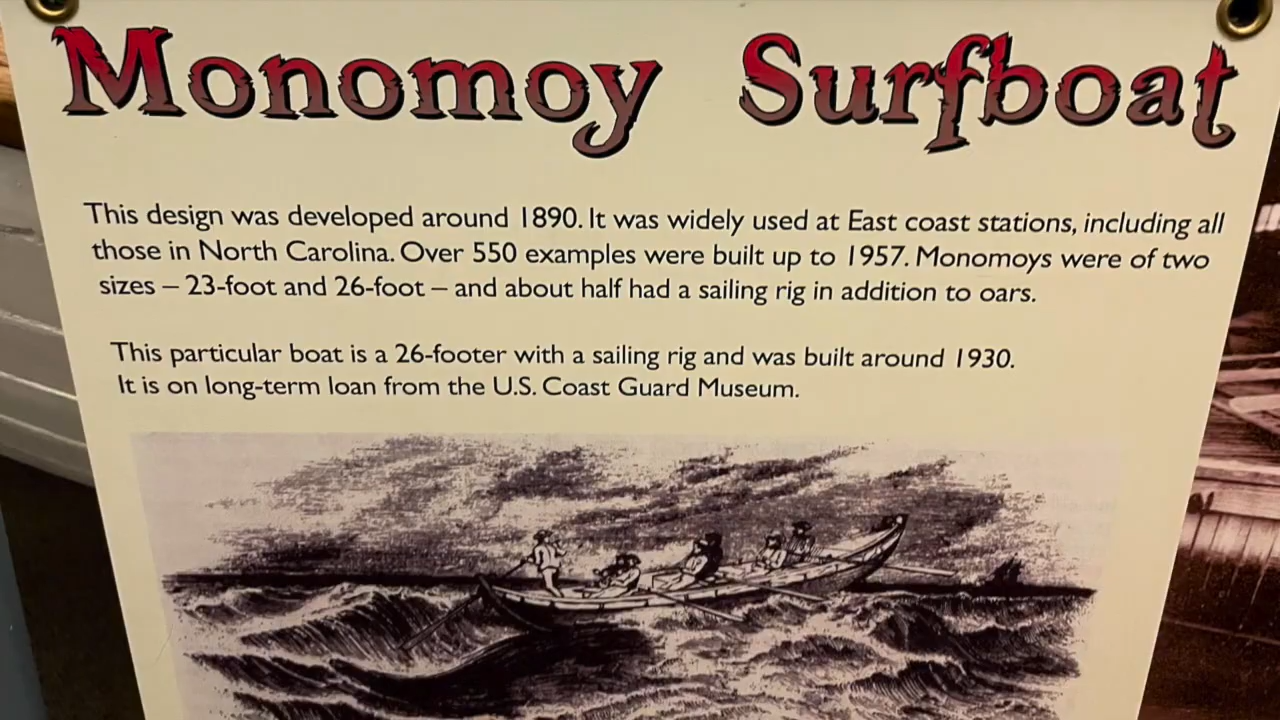 Monomoy Surfboat
This design was developed around 1890. It was widely used at East coast stations, including all
those in North Carolina. Over 550 examples were built up to 1957. Monomoys were of two
sizes – 23-foot and 26-foot – and about half had a sailing rig in addition to oars.
This particular boat is a 26-footer with a sailing rig and was built around 1930.
It is on long-term loan from the U.S. Coast Guard Museum.